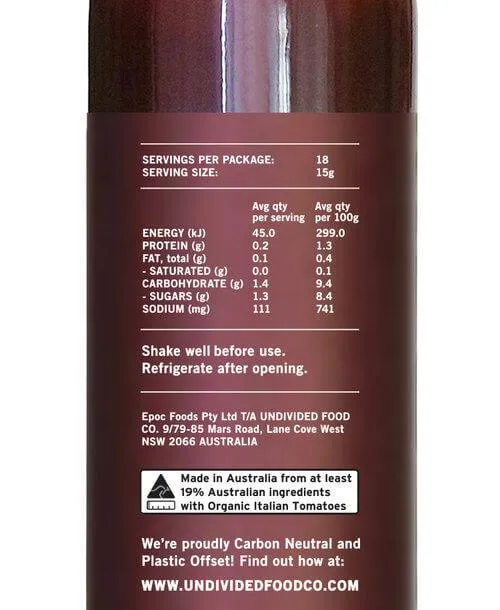 SERVINGS PER PACKAGE: 18
SERVING SIZE: 15g
Avg qty Avg qty
per serving per 100g
ENERGY (kJ) 45.0 299.0
PROTEIN (g) 0.2 1.3
FAT, total (g) 0.1 0.4
- SATURATED (g) 0.0 0.1
CARBOHYDRATE (g) 1.4 9.4
- SUGARS (g) 1.3 8.4
SODIUM (mg) 111 741
Shake well before use.
Refrigerate after opening.
Epoc Foods Pty Ltd T/A UNDIVIDED FOOD
CO. 9/79-85 Mars Road, Lane Cove West
NSW 2066 AUSTRALIA
Made in Australia from at least
19% Australian ingredients
with Organic Italian Tomatoes
We're proudly Carbon Neutral and
Plastic Offset! Find out how at:
WWW.UNDIVIDEDFOODCO.COM